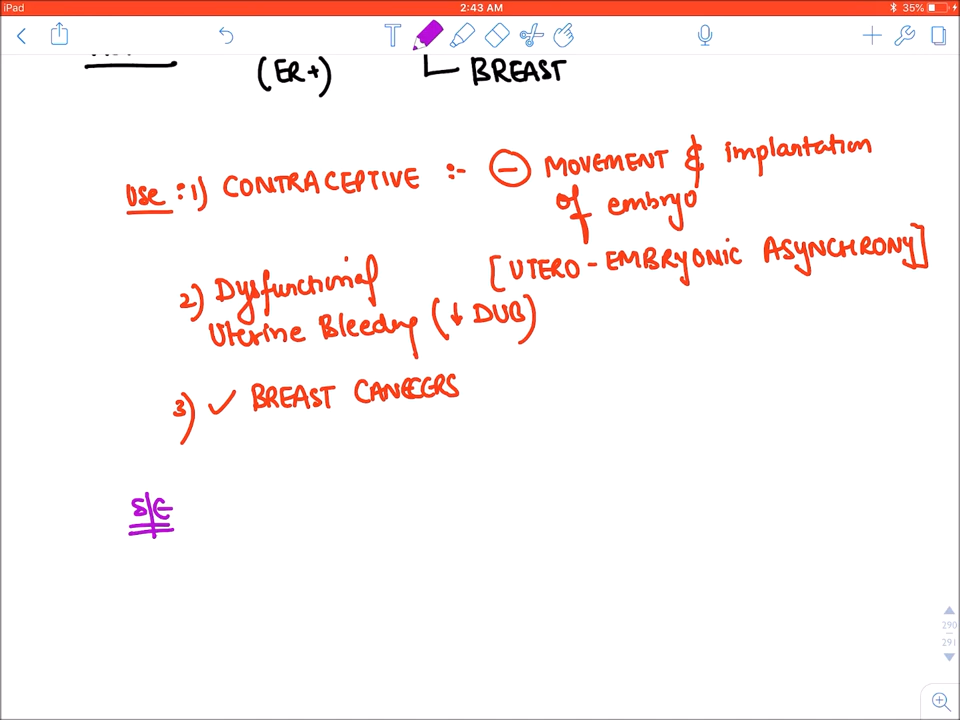 iPad 2:43 AM 35%
T
(ER+) BREAST
Use :1) CONTRACEPTIVE :- ⊖ MOVEMENT & implantation
of embryo
[UTERO-EMBRYONIC ASYNCHRONY]
2) Dysfunctional
Uterine Bleeding (↓ DUB)
3) ✓ BREAST CANCERS
S/E
290
291